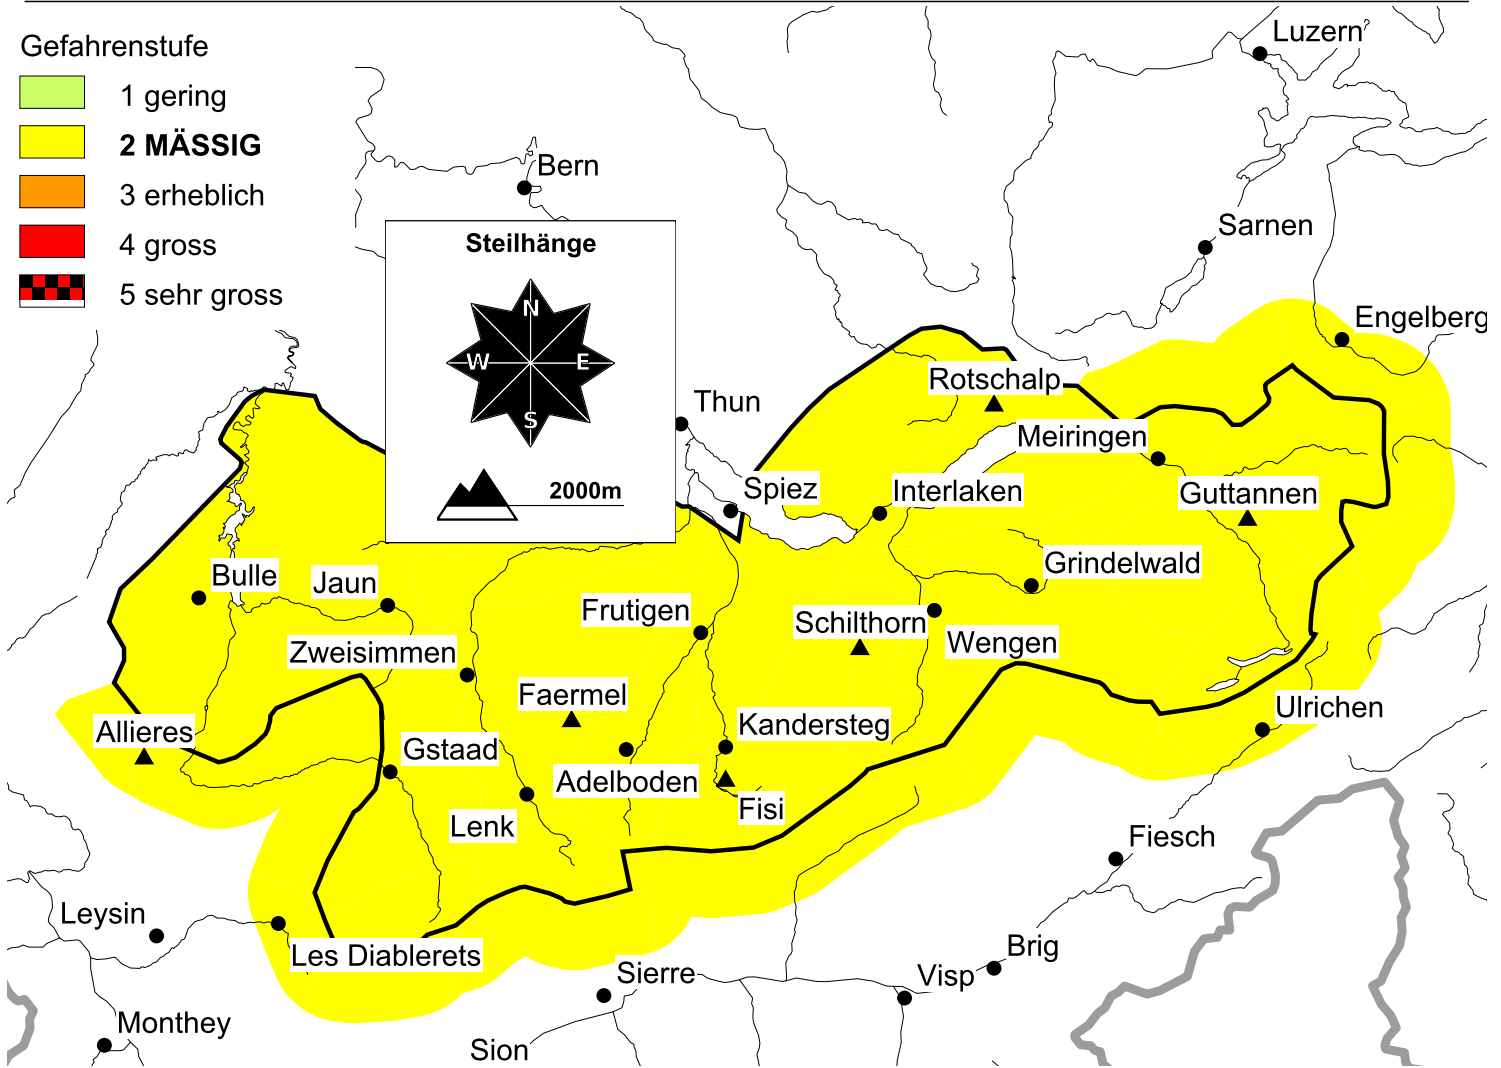 Gefahrenstufe
1 gering
2 MÄSSIG
3 erheblich
4 gross
5 sehr gross
Luzern
Bern
Sarnen
Steilhänge
N
W
E
S
2000m
Engelberg
Rotschalp
Thun
Meiringen
Spiez
Interlaken
Guttannen
Bulle
Jaun
Grindelwald
Frutigen
Schilthorn
Wengen
Zweisimmen
Faermel
Ulrichen
Allieres
Gstaad
Kandersteg
Adelboden
Fisi
Lenk
Fiesch
Leysin
Les Diablerets
Brig
Sierre
Visp
Monthey
Sion